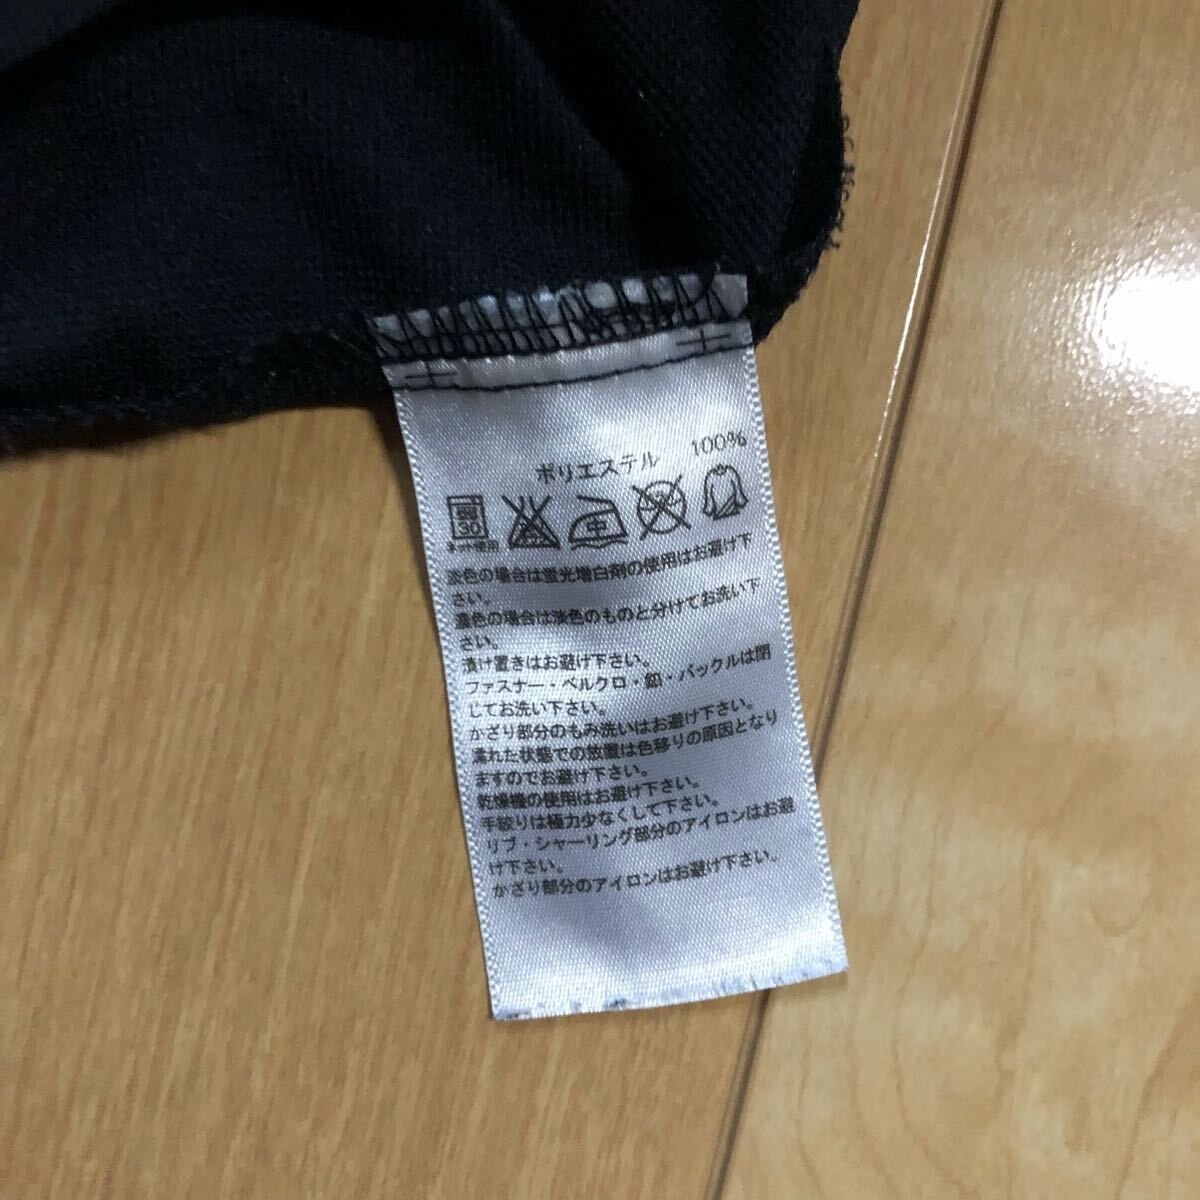 ポリエステル 100%
30 中
ネット使用
淡色の場合は蛍光増白剤の使用はお避け下
さい。
濃色の場合は淡色のものと分けてお洗い下
さい。
漬け置きはお避け下さい。
ファスナー・ベルクロ・釦・バックルは閉
じてお洗い下さい。
かざり部分のもみ洗いはお避け下さい。
濡れた状態での放置は色移りの原因となり
ますのでお避け下さい。
乾燥機の使用はお避け下さい。
手絞りは極力少なくして下さい。
リブ・シャーリング部分のアイロンはお避
け下さい。
かざり部分のアイロンはお避け下さい。